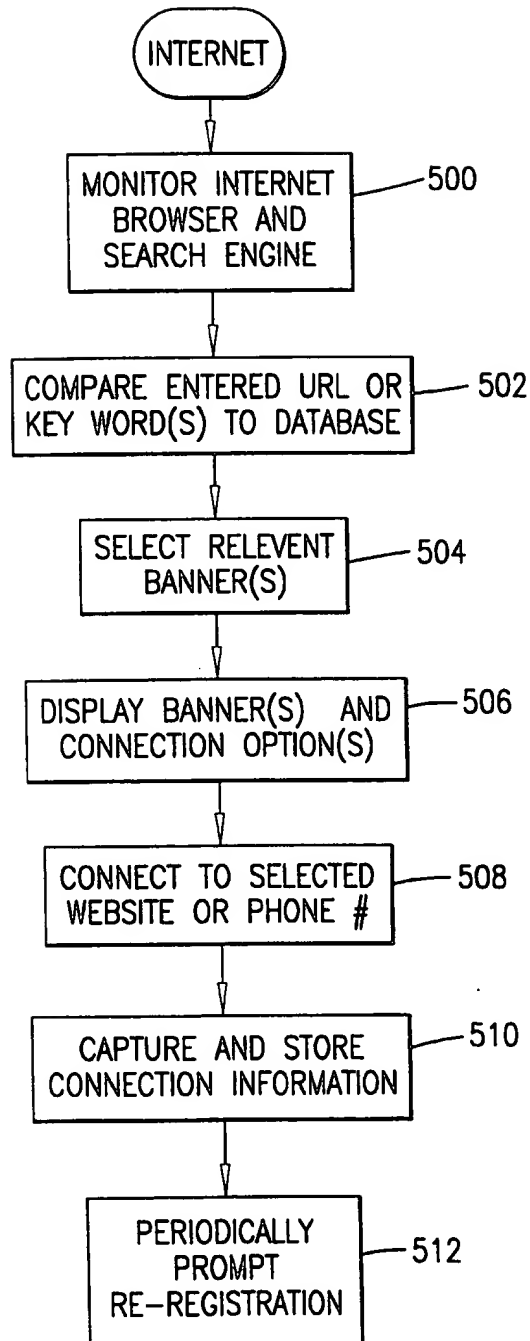 INTERNET
MONITOR INTERNET
BROWSER AND
SEARCH ENGINE
500
COMPARE ENTERED URL OR
KEY WORD(S) TO DATABASE
502
SELECT RELEVENT
BANNER(S)
504
DISPLAY BANNER(S) AND
CONNECTION OPTION(S)
506
CONNECT TO SELECTED
WEBSITE OR PHONE #
508
CAPTURE AND STORE
CONNECTION INFORMATION
510
PERIODICALLY
PROMPT
RE-REGISTRATION
512